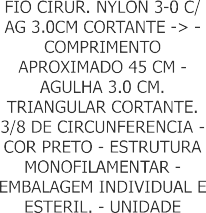 FIO CIRUR. NYLON 3-0 C/
AG 3.0CM CORTANTE -> -
COMPRIMENTO
APROXIMADO 45 CM -
AGULHA 3.0 CM.
TRIANGULAR CORTANTE.
3/8 DE CIRCUNFERENCIA -
COR PRETO - ESTRUTURA
MONOFILAMENTAR -
EMBALAGEM INDIVIDUAL E
ESTERIL. - UNIDADE